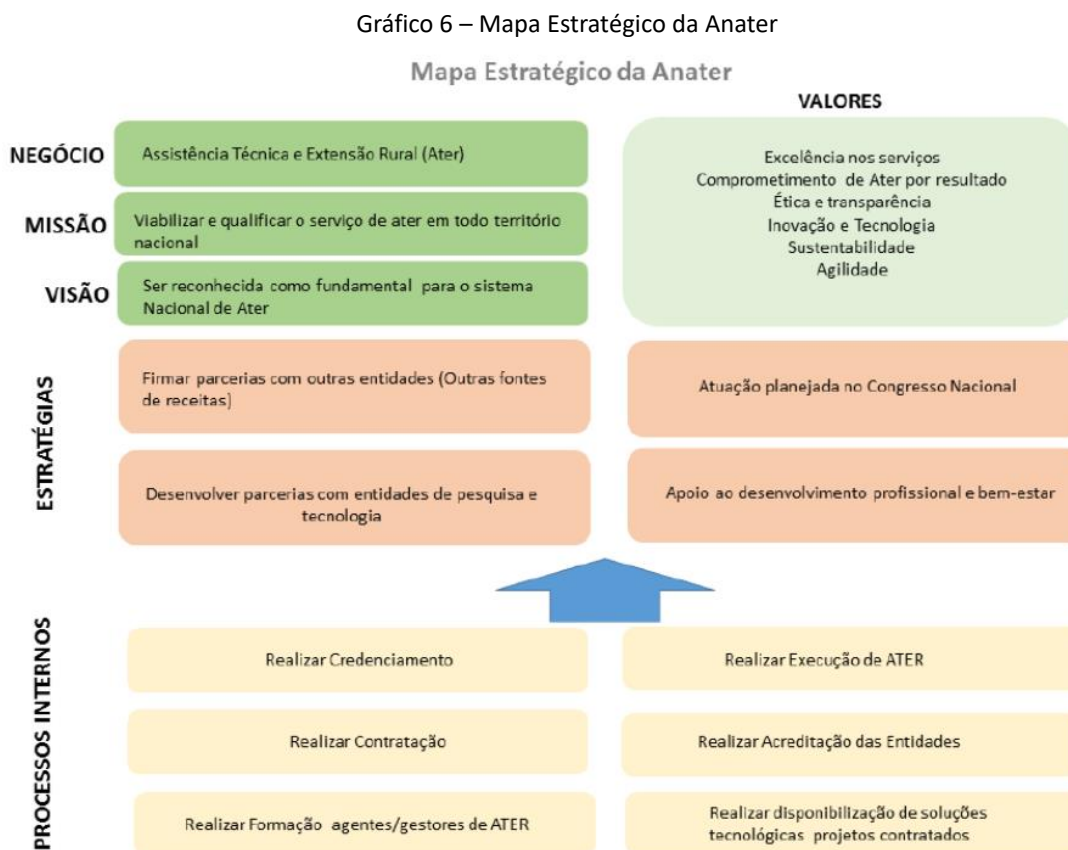 Gráfico 6 – Mapa Estratégico da Anater
Mapa Estratégico da Anater
VALORES
NEGÓCIO
Assistência Técnica e Extensão Rural (Ater)
MISSÃO
Viabilizar e qualificar o serviço de ater em todo território
nacional
VISÃO
Ser reconhecida como fundamental para o sistema
Nacional de Ater
Excelência nos serviços
Comprometimento de Ater por resultado
Ética e transparência
Inovação e Tecnologia
Sustentabilidade
Agilidade
ESTRATÉGIAS
Firmar parcerias com outras entidades (Outras fontes
de receitas)
Atuação planejada no Congresso Nacional
Desenvolver parcerias com entidades de pesquisa e
tecnologia
Apoio ao desenvolvimento profissional e bem-estar
PROCESSOS INTERNOS
Realizar Credenciamento
Realizar Execução de ATER
Realizar Contratação
Realizar Acreditação das Entidades
Realizar Formação agentes/gestores de ATER
Realizar disponibilização de soluções
tecnológicas projetos contratados